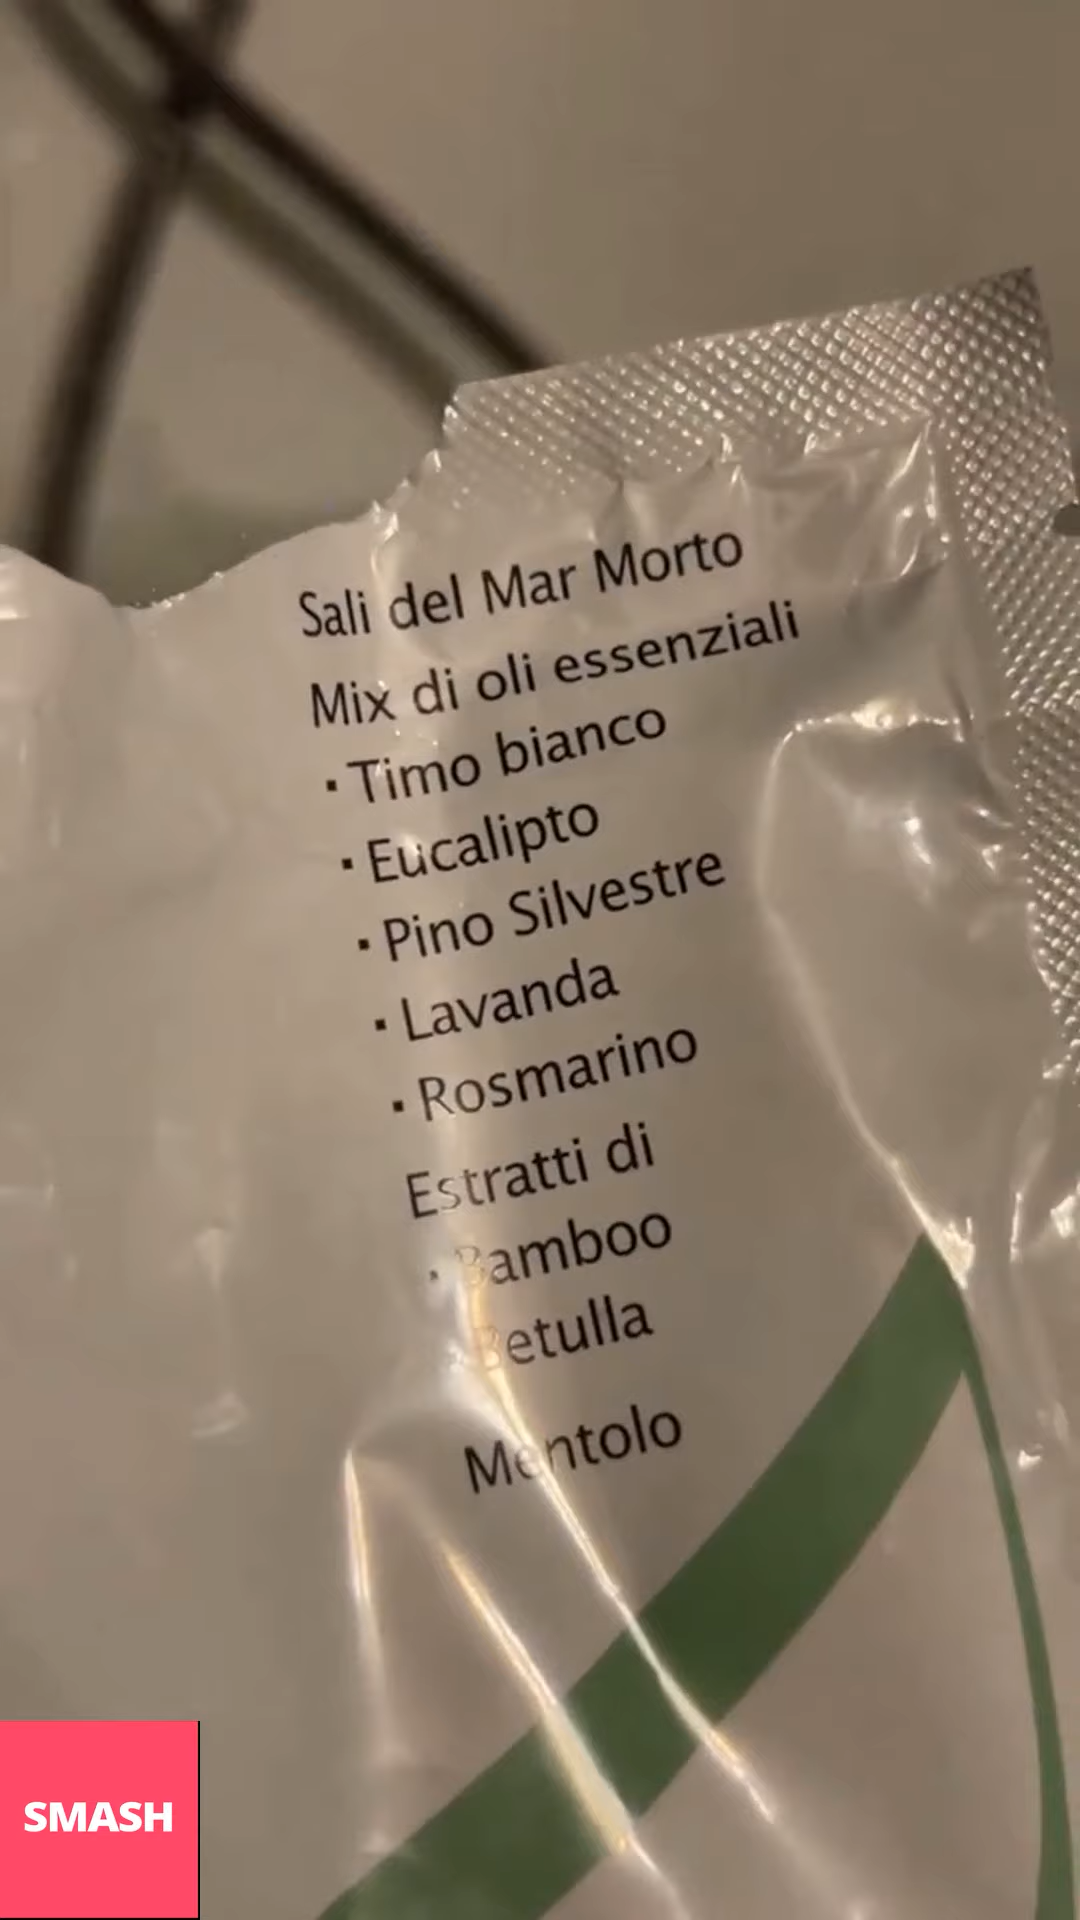 Sali del Mar Morto
Mix di oli essenziali
· Timo bianco
· Eucalipto
· Pino Silvestre
· Lavanda
· Rosmarino
Estratti di
· Bamboo
Betulla
Mentolo
SMASH